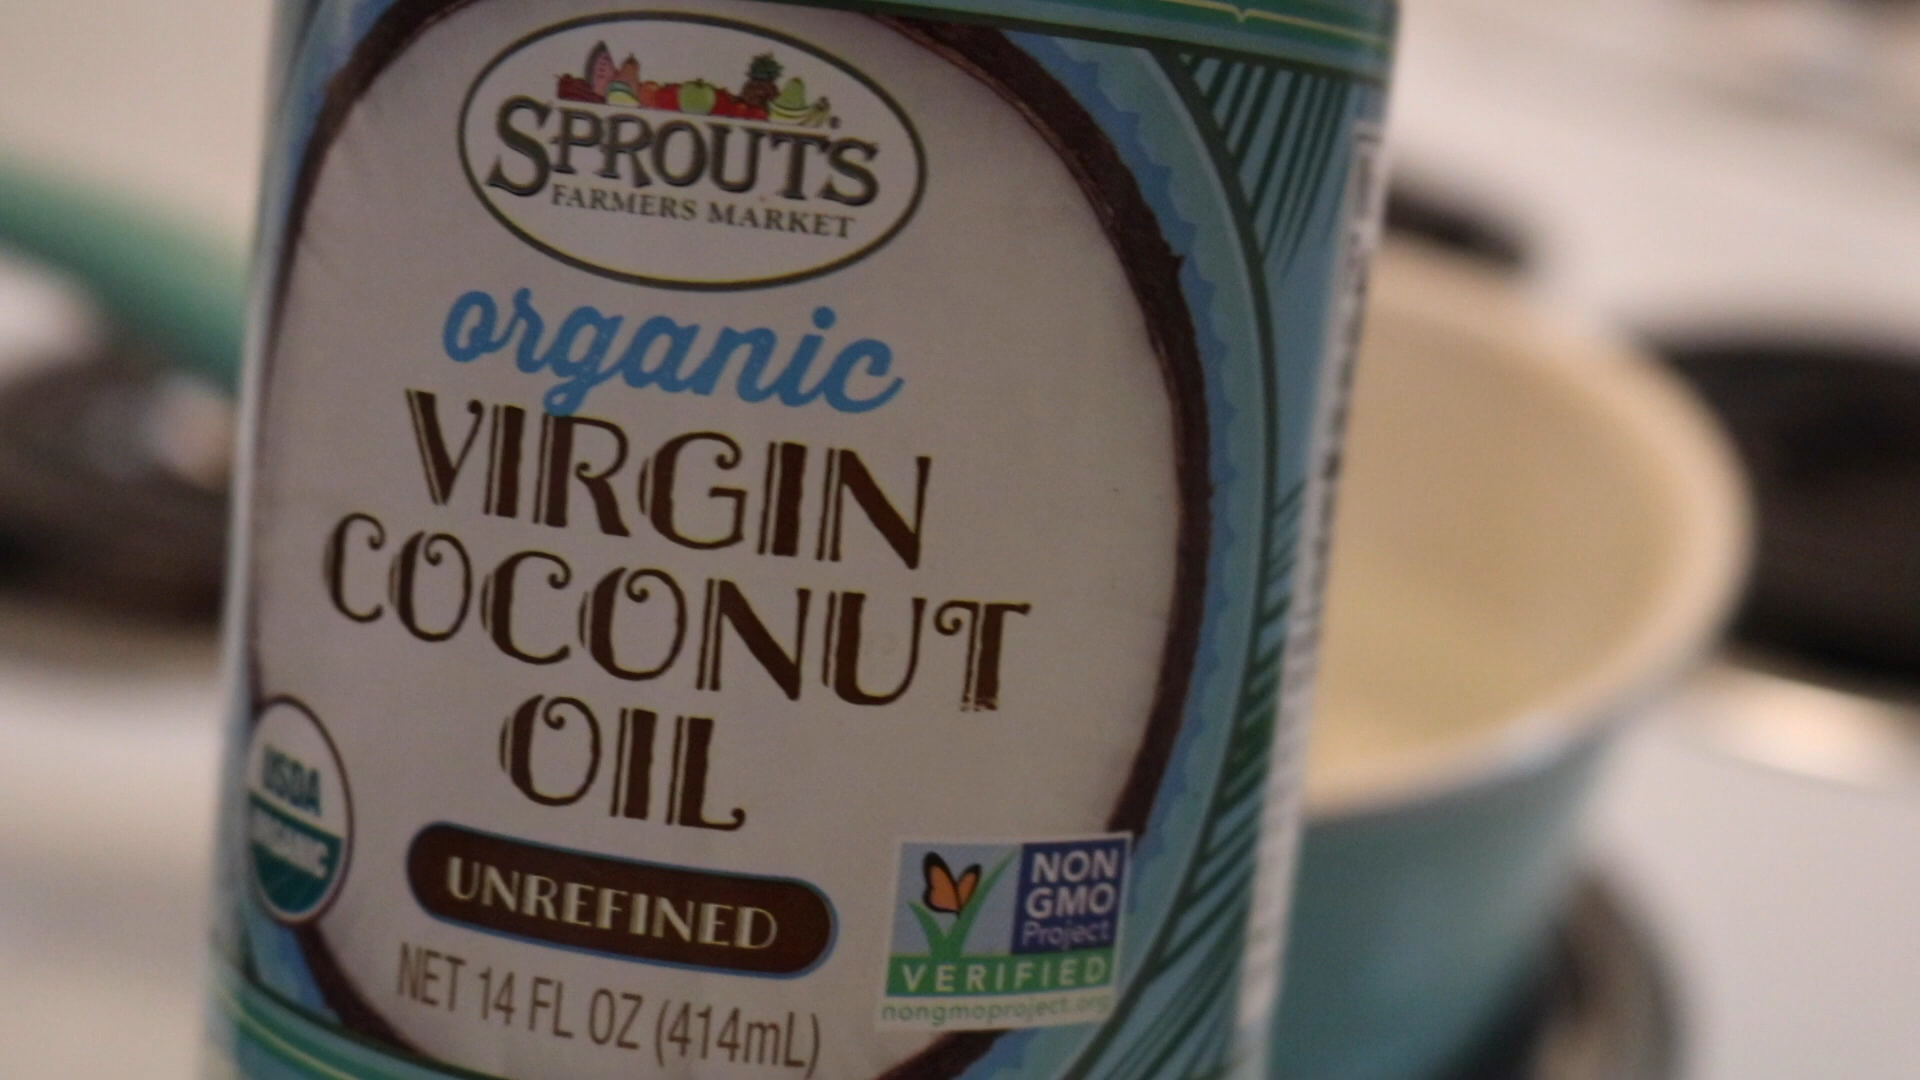 SPROUTS
FARMERS MARKET
organic
VIRGIN
COCONUT
OIL
USDA
ORGANIC
UNREFINED
NON
GMO
Project
VERIFIED
nongmoproject.org
NET 14 FL OZ (414mL)